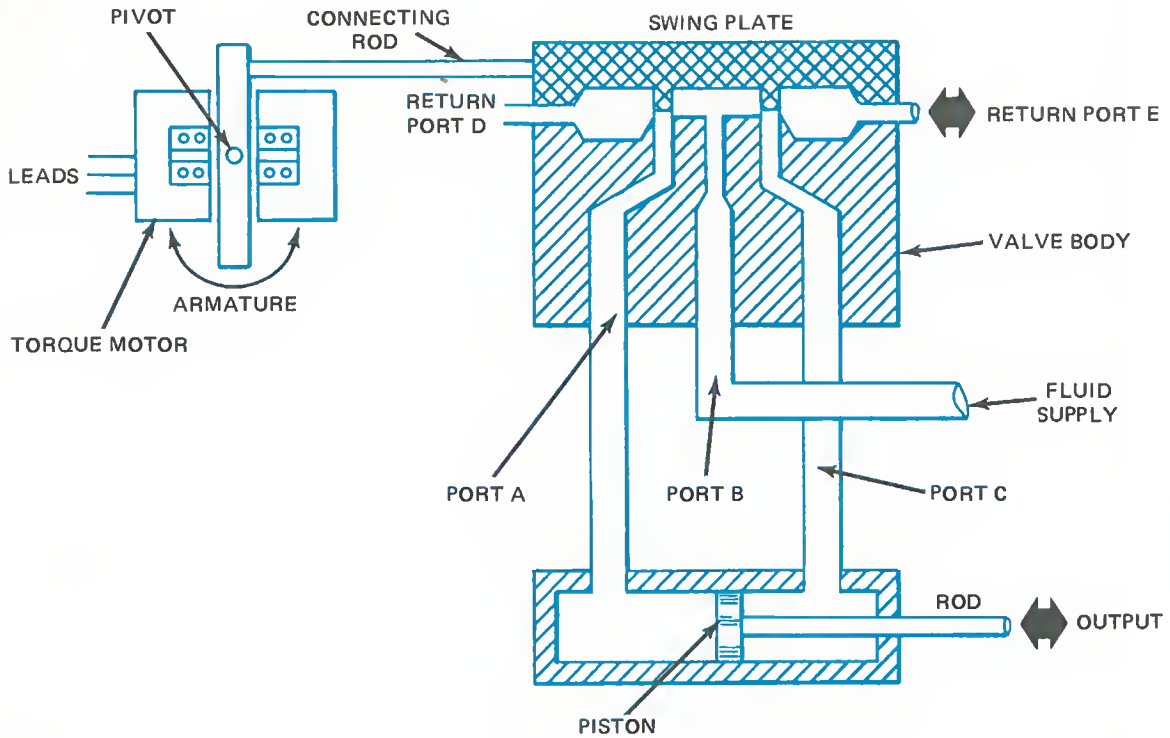 PIVOT
CONNECTING
ROD
SWING PLATE
RETURN
PORT D
RETURN PORT E
LEADS
VALVE BODY
ARMATURE
TORQUE MOTOR
FLUID
SUPPLY
PORT A
PORT B
PORT C
ROD
OUTPUT
PISTON